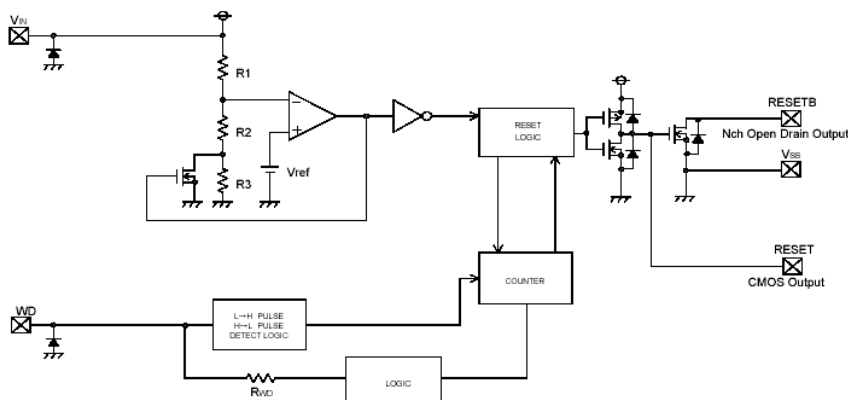 VIN
R1
R2
R3
Vref
RESET
LOGIC
RESETB
Nch Open Drain Output
VSS
RESET
CMOS Output
COUNTER
WD
L→H PULSE
H→L PULSE
DETECT LOGIC
RWD
LOGIC